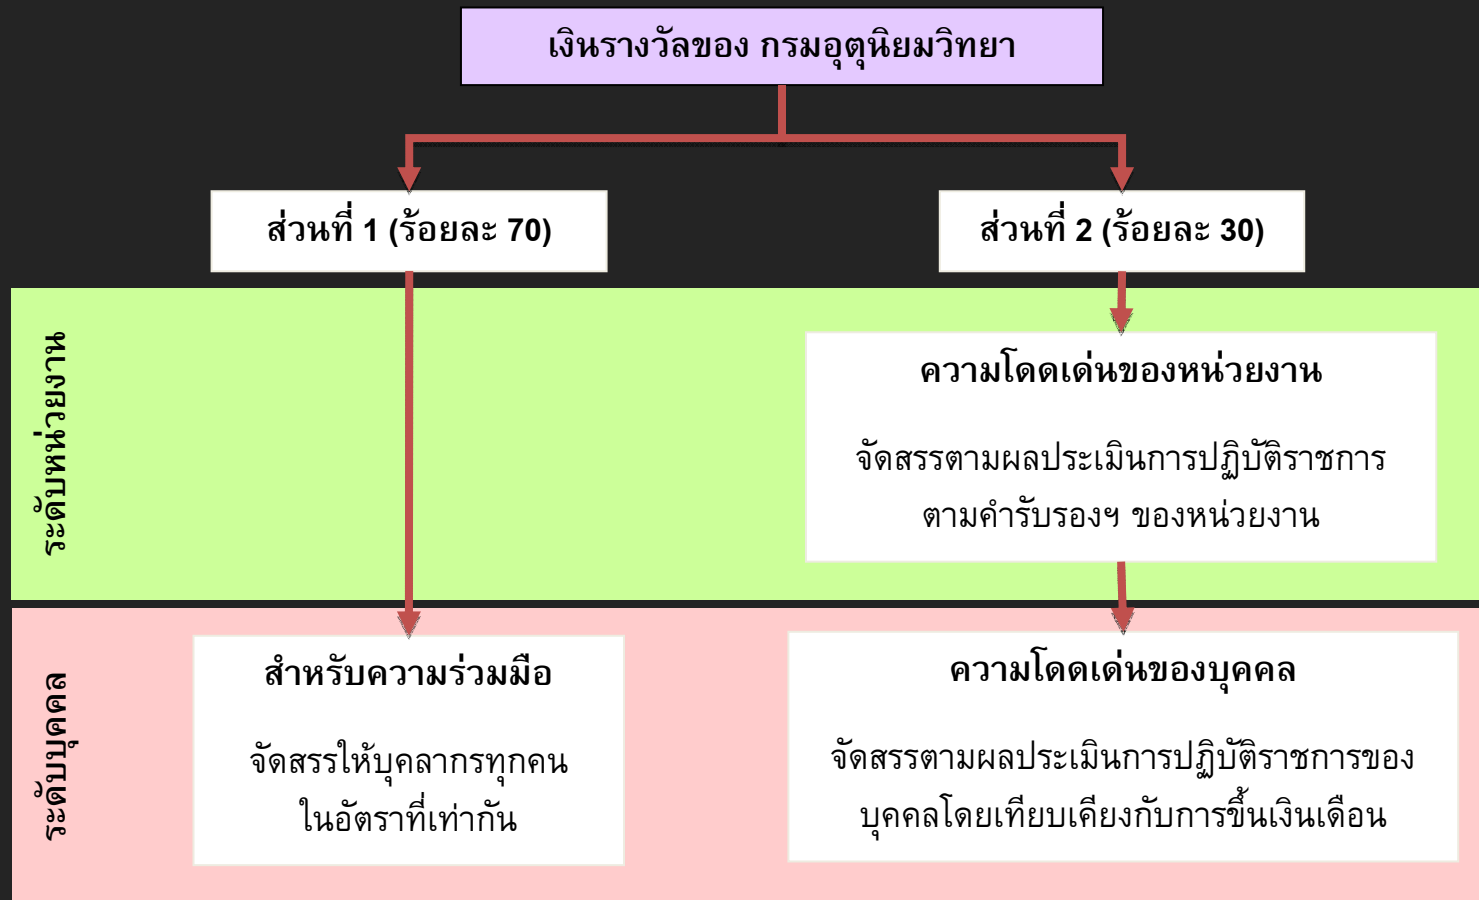 เงินรางวัลของ กรมอุตุนิยมวิทยา
ส่วนที่ 1 (ร้อยละ 70)
ส่วนที่ 2 (ร้อยละ 30)
ระดับหน่วยงาน
ความโดดเด่นของหน่วยงาน
จัดสรรตามผลประเมินการปฏิบัติราชการ
ตามคำรับรองฯ ของหน่วยงาน
ระดับบุคคล
สำหรับความร่วมมือ
จัดสรรให้บุคลากรทุกคน
ในอัตราที่เท่ากัน
ความโดดเด่นของบุคคล
จัดสรรตามผลประเมินการปฏิบัติราชการของ
บุคคลโดยเทียบเคียงกับการขึ้นเงินเดือน